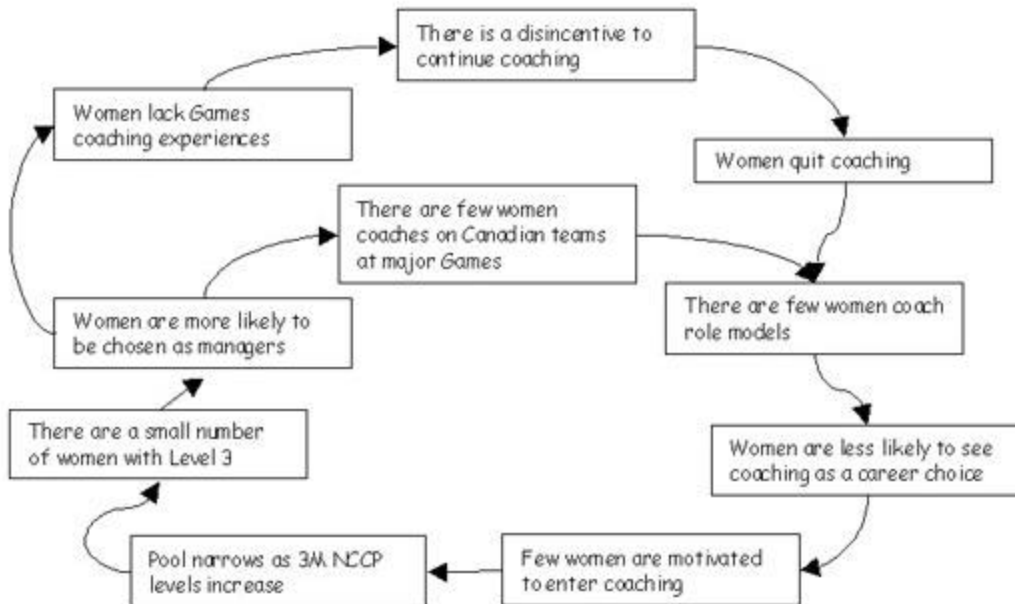 There is a disincentive to
continue coaching
Women lack Games
coaching experiences
Women quit coaching
There are few women
coaches on Canadian teams
at major Games
There are few women coach
role models
Women are more likely to
be chosen as managers
There are a small number
of women with Level 3
Women are less likely to see
coaching as a career choice
Pool narrows as 3M NCCP
levels increase
Few women are motivated
to enter coaching